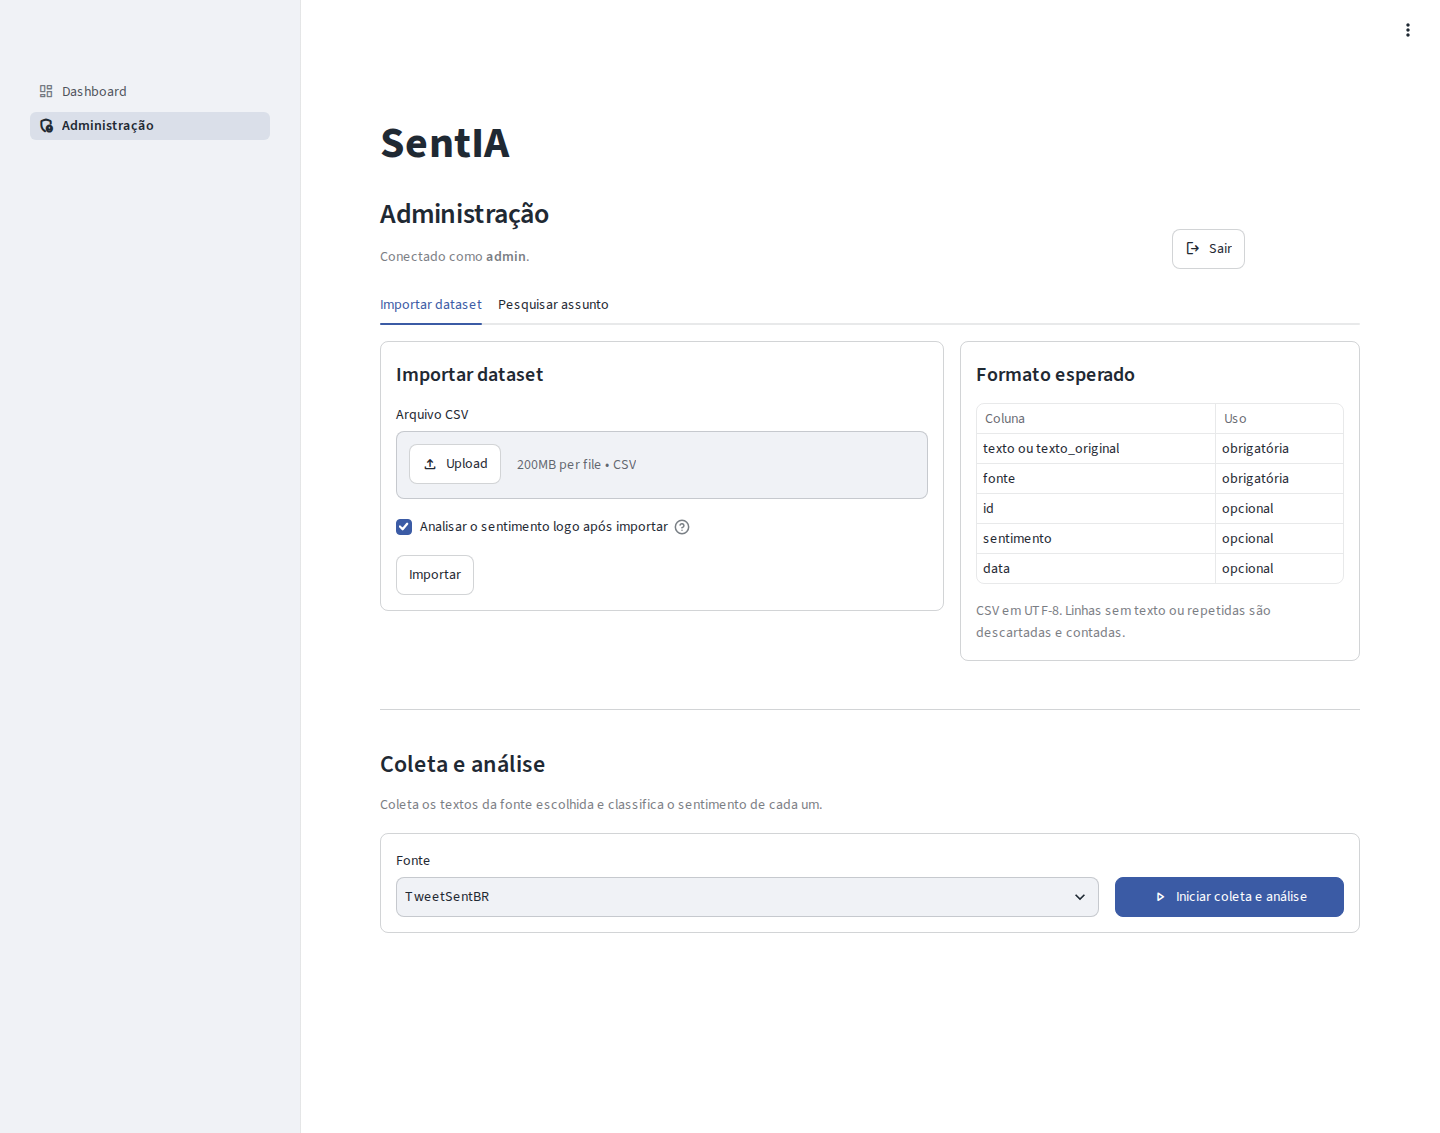 Dashboard
Administração
SentIA
Administração
Conectado como admin.
Sair
Importar dataset
Pesquisar assunto
Importar dataset
Arquivo CSV
Upload
200MB per file • CSV
Analisar o sentimento logo após importar
Importar
Formato esperado
Coluna Uso
texto ou texto_original obrigatória
fonte obrigatória
id opcional
sentimento opcional
data opcional
CSV em UTF-8. Linhas sem texto ou repetidas são
descartadas e contadas.
Coleta e análise
Coleta os textos da fonte escolhida e classifica o sentimento de cada um.
Fonte
TweetSentBR
Iniciar coleta e análise